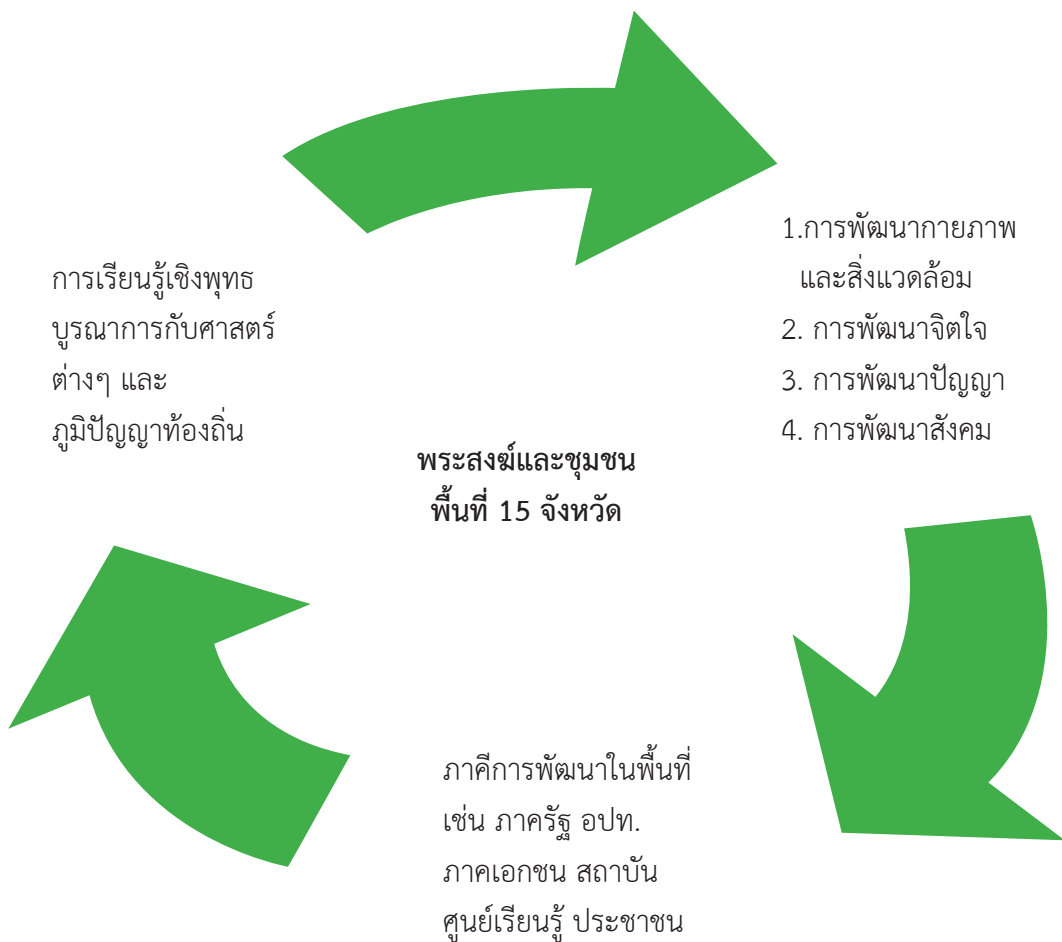 การเรียนรู้เชิงพุทธ
บูรณาการกับศาสตร์
ต่างๆ และ
ภูมิปัญญาท้องถิ่น
1.การพัฒนากายภาพ
และสิ่งแวดล้อม
2. การพัฒนาจิตใจ
3. การพัฒนาปัญญา
4. การพัฒนาสังคม
พระสงฆ์และชุมชน
พื้นที่ 15 จังหวัด
ภาคีการพัฒนาในพื้นที่
เช่น ภาครัฐ อปท.
ภาคเอกชน สถาบัน
ศูนย์เรียนรู้ ประชาชน